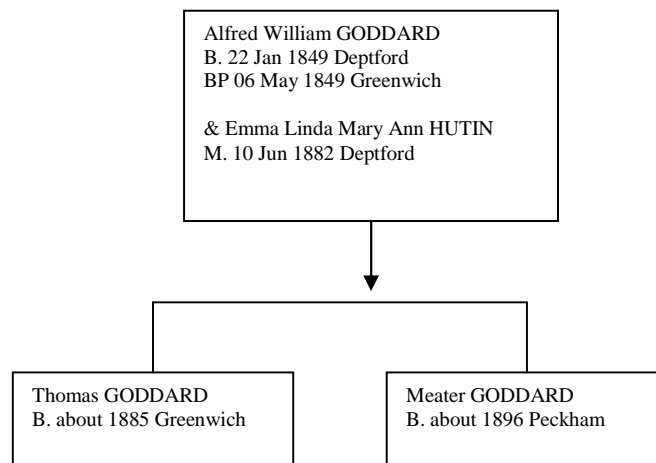 Alfred William GODDARD
B. 22 Jan 1849 Deptford
BP 06 May 1849 Greenwich
& Emma Linda Mary Ann HUTIN
M. 10 Jun 1882 Deptford
Thomas GODDARD
B. about 1885 Greenwich
Meater GODDARD
B. about 1896 Peckham